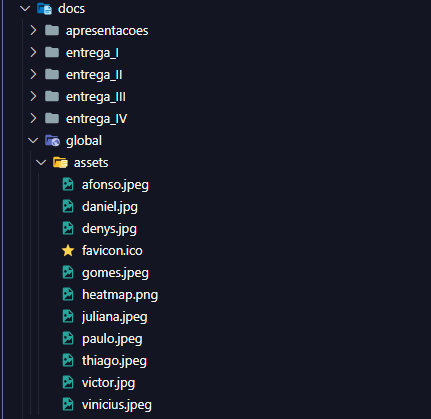 docs
apresentacoes
entrega_I
entrega_II
entrega_III
entrega_IV
global
assets
afonso.jpeg
daniel.jpg
denys.jpg
favicon.ico
gomes.jpeg
heatmap.png
juliana.jpeg
paulo.jpeg
thiago.jpeg
victor.jpg
vinicius.jpeg